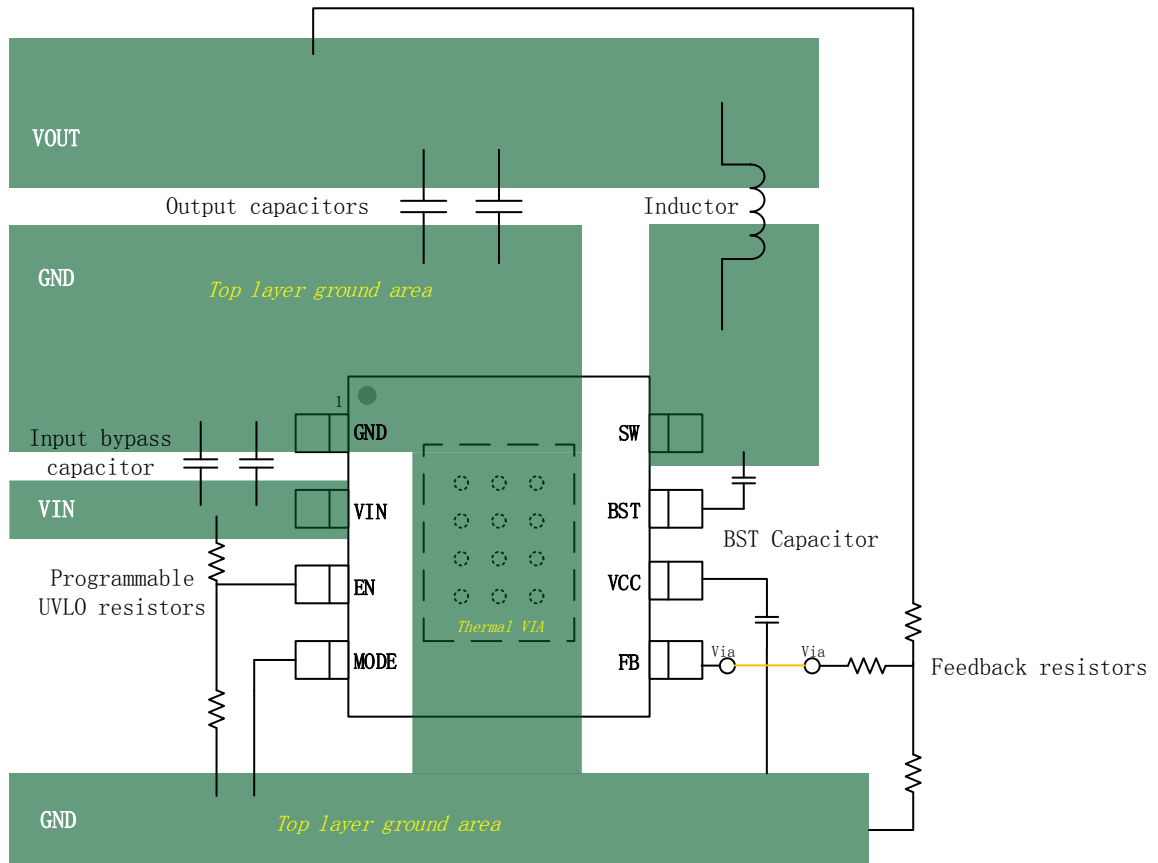 VOUT
Output capacitors
Inductor
GND
Top layer ground area
1
GND
SW
Input bypass
capacitor
VIN
VIN
BST
BST Capacitor
Programmable
UVLO resistors
EN
VCC
Thermal VIA
MODE
FB
Via
Via
Feedback resistors
GND
Top layer ground area